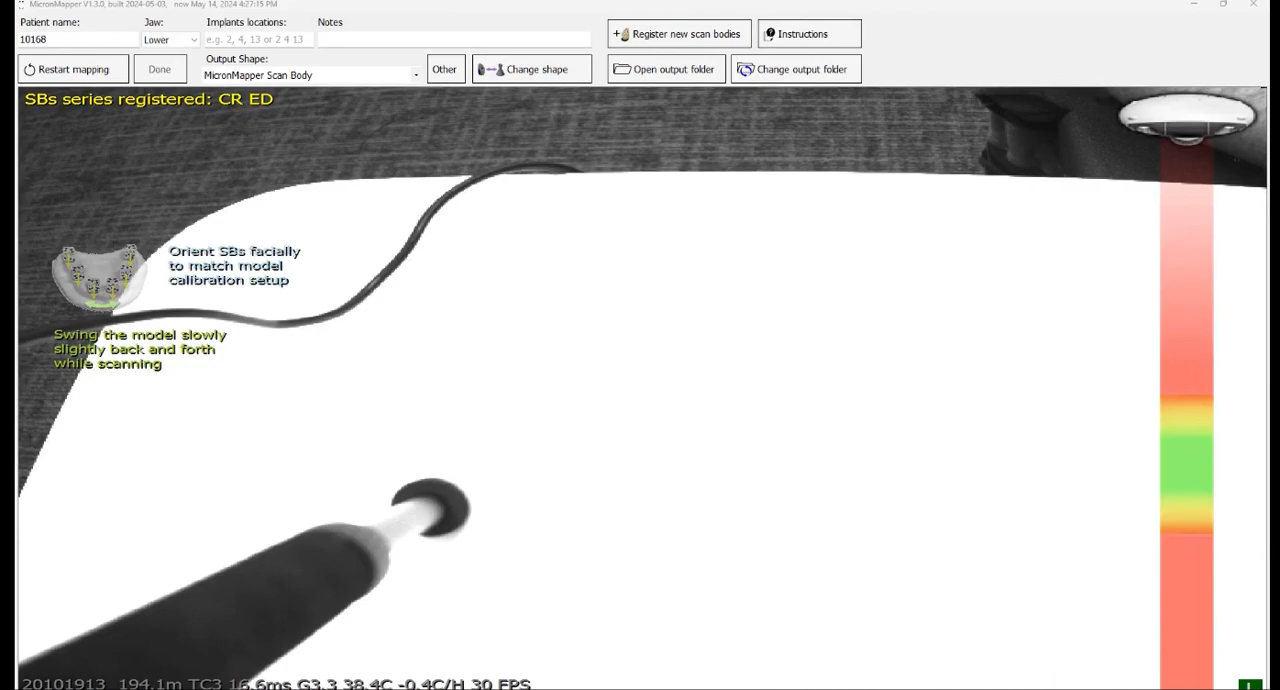 MicronMapper V1.3.0, built 2024-05-03, now May 14, 2024 4:27:15 PM
Patient name:
Jaw:
Implants locations:
Notes
10168
Lower
e.g. 2, 4, 13 or 2 4 13
Register new scan bodies
Instructions
Restart mapping
Done
Output Shape:
MicronMapper Scan Body
Other
Change shape
Open output folder
Change output folder
SBs series registered: CR ED
Orient SBs facially
to match model
calibration setup
Swing the model slowly
slightly back and forth
while scanning
20101913 194.1m TC3 16.6ms G3.3 38.4C -0.4C/H 30 FPS